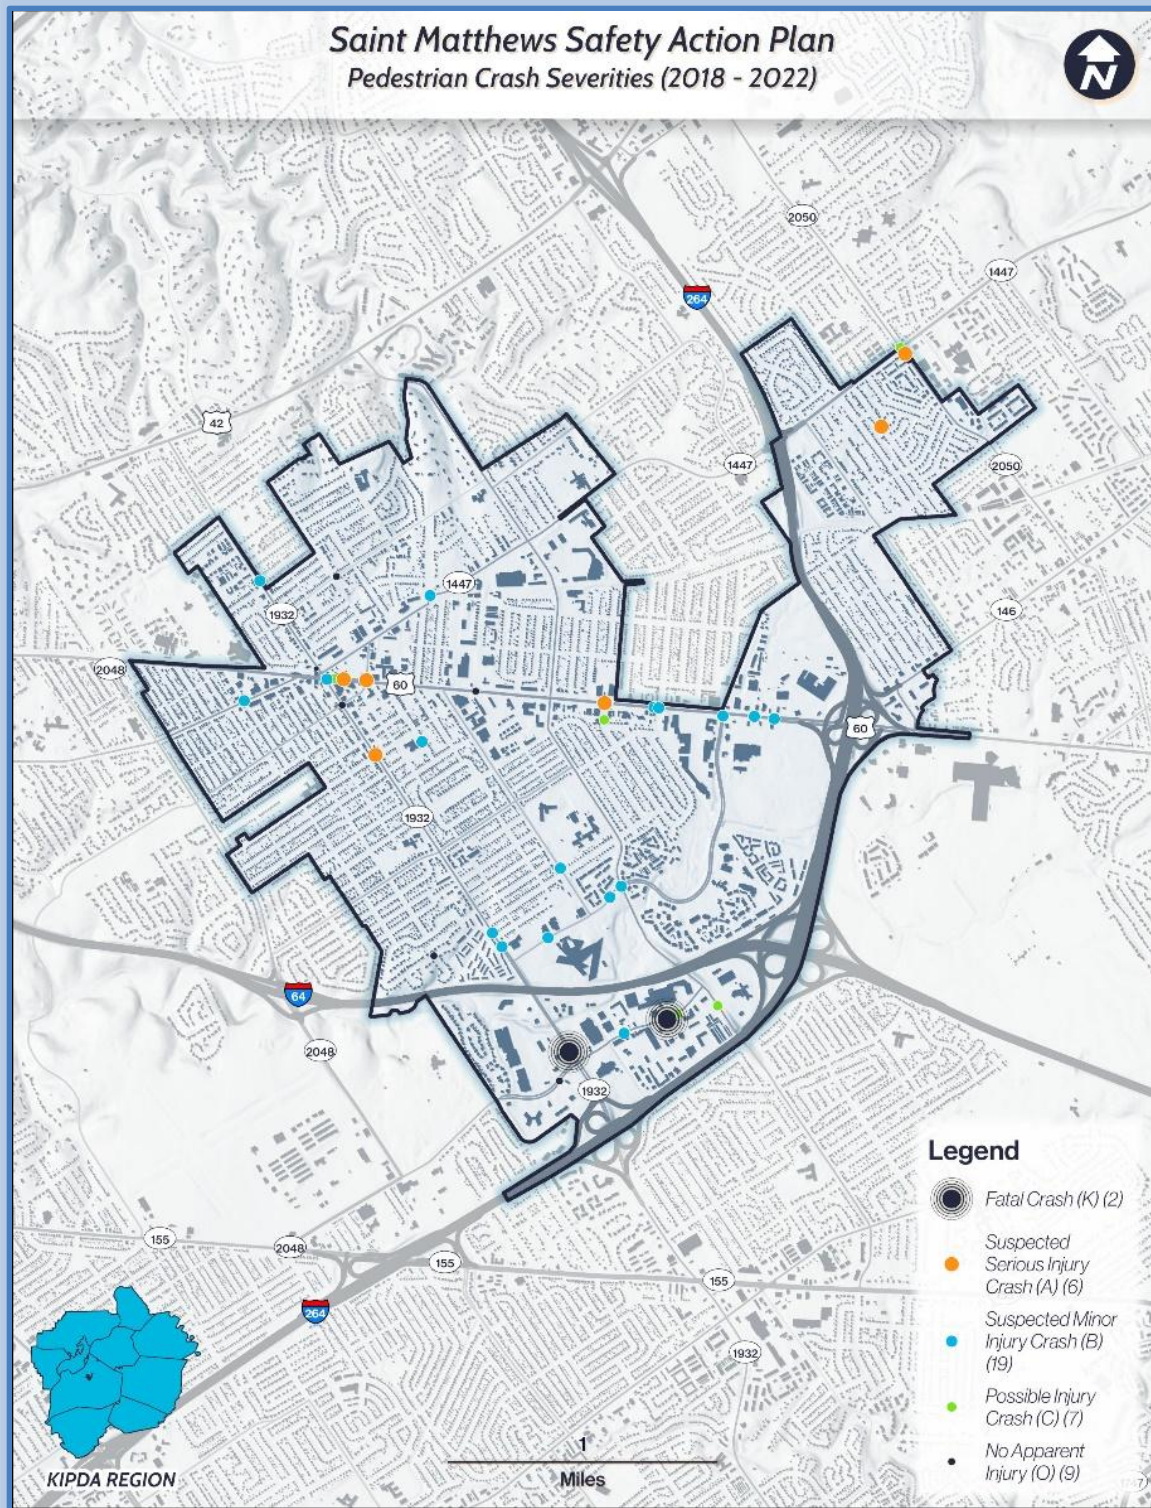 Saint Matthews Safety Action Plan
Pedestrian Crash Severities (2018 - 2022)
N
2050
1447
264
42
1447
2050
1447
1932
146
2048
60
60
1932
64
2048
1932
Legend
Fatal Crash (K) (2)
Suspected
Serious Injury
Crash (A) (6)
Suspected Minor
Injury Crash (B)
(19)
Possible Injury
Crash (C) (7)
No Apparent
Injury (O) (9)
155
2048
155
155
264
1932
1
Miles
KIPDA REGION